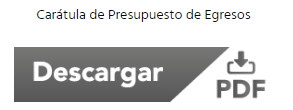 Carátula de Presupuesto de Egresos
Descargar
PDF